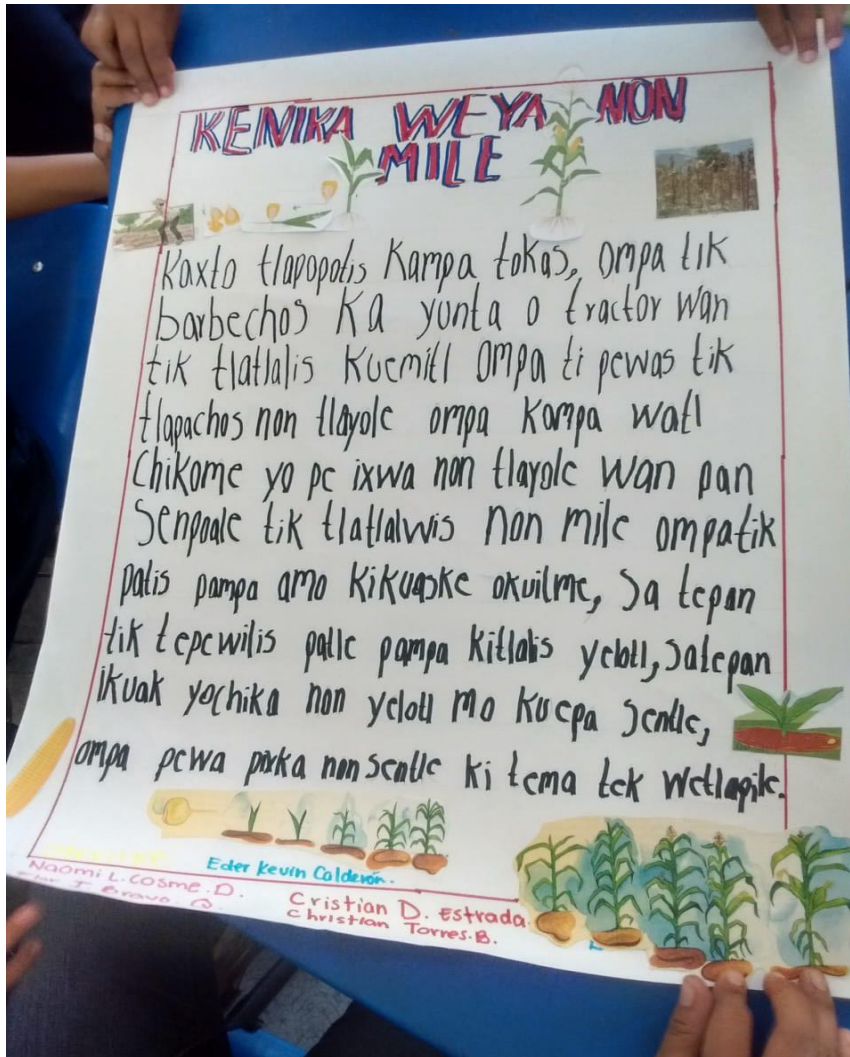 KENIKA WEYA NON
MILE
Kaxto tlapopolis kampa tokas, ompa tik
barbechos Ka yunta o tractor wan
tik tlatlalis kuemitl ompa ti pewas tik
tlapachos non tlayole ompa kampa watl
Chikome yo pe ixwa non tlayole wan pan
senpoale tik tlatlalwis non mile ompatik
patis pampa amo kikuaske okuilme, Sa tepan
tik tepewilis patle pampa kitlalis yelotl, satepan
ikuak yochika non yelotl mo kuepa sentle,
ompa pewa pixka non sentle ki tema tek wetlapile.
Eder Kevin Calderón.
Naomi L. Cosme. D.
Cristian D. Estrada.
J. Bravo. O.
Christian Torres. B.